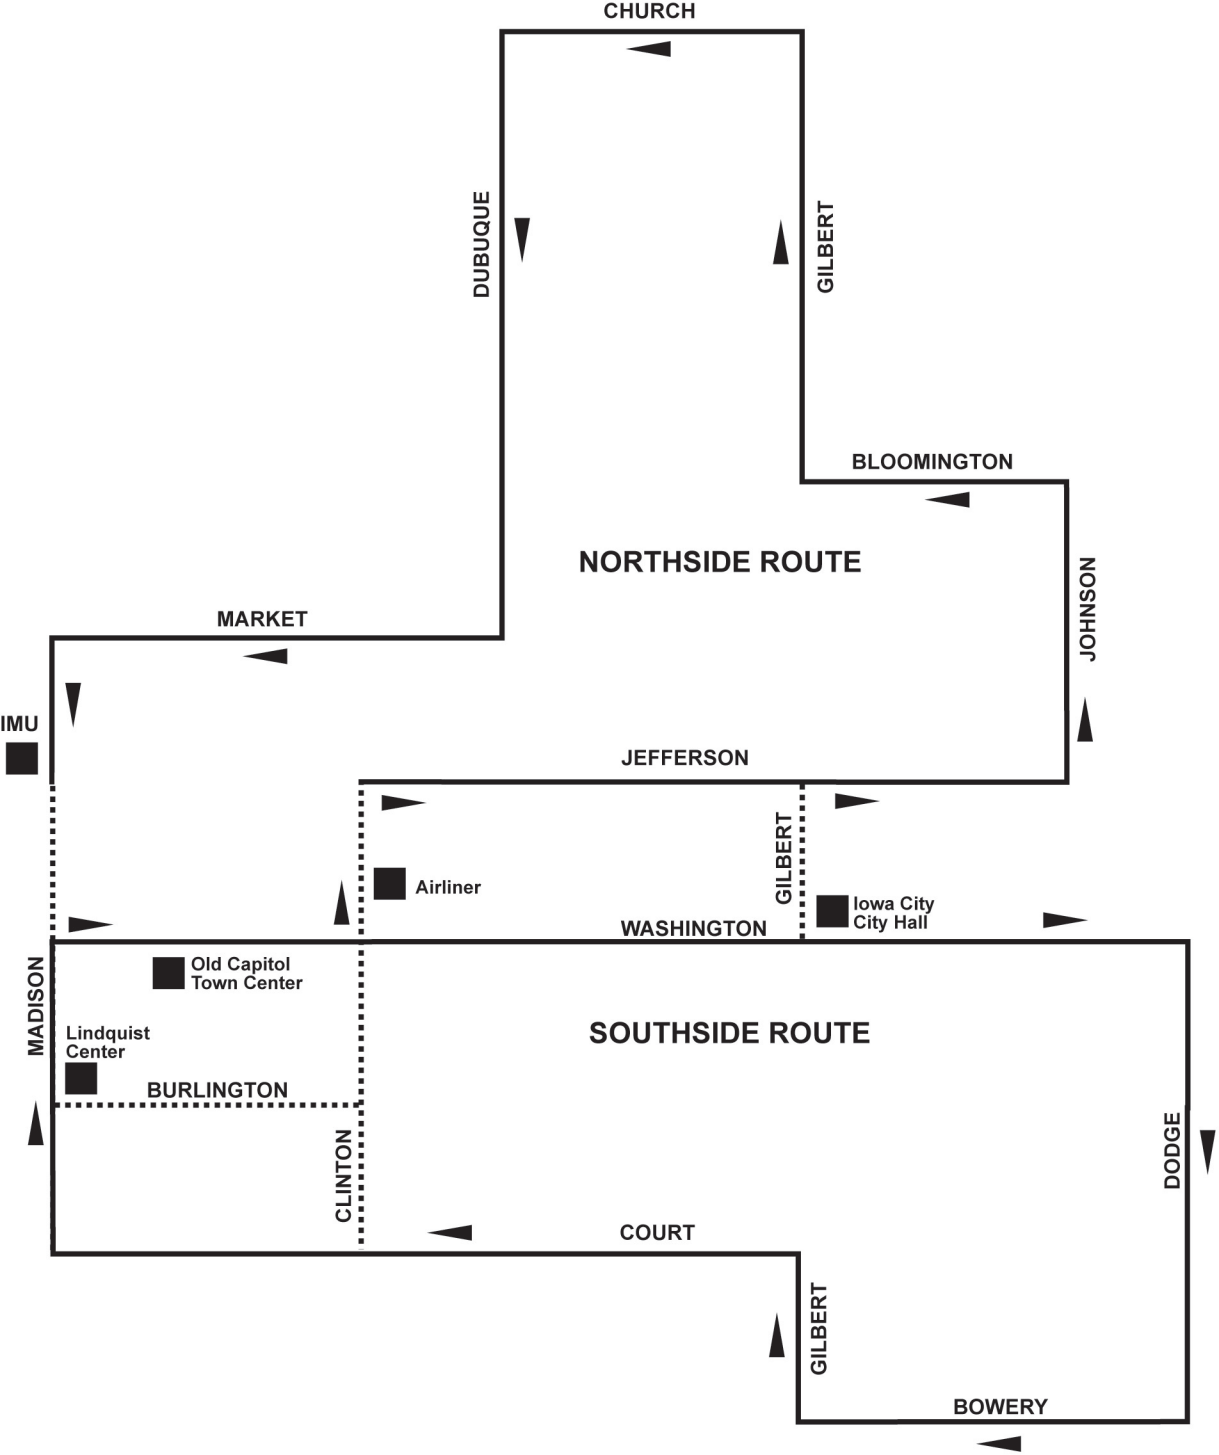 CHURCH
DUBUQUE
GILBERT
BLOOMINGTON
NORTHSIDE ROUTE
JOHNSON
MARKET
IMU
JEFFERSON
GILBERT
Airliner
Iowa City
City Hall
WASHINGTON
MADISON
Old Capitol
Town Center
Lindquist
Center
SOUTHSIDE ROUTE
BURLINGTON
CLINTON
DODGE
COURT
GILBERT
BOWERY